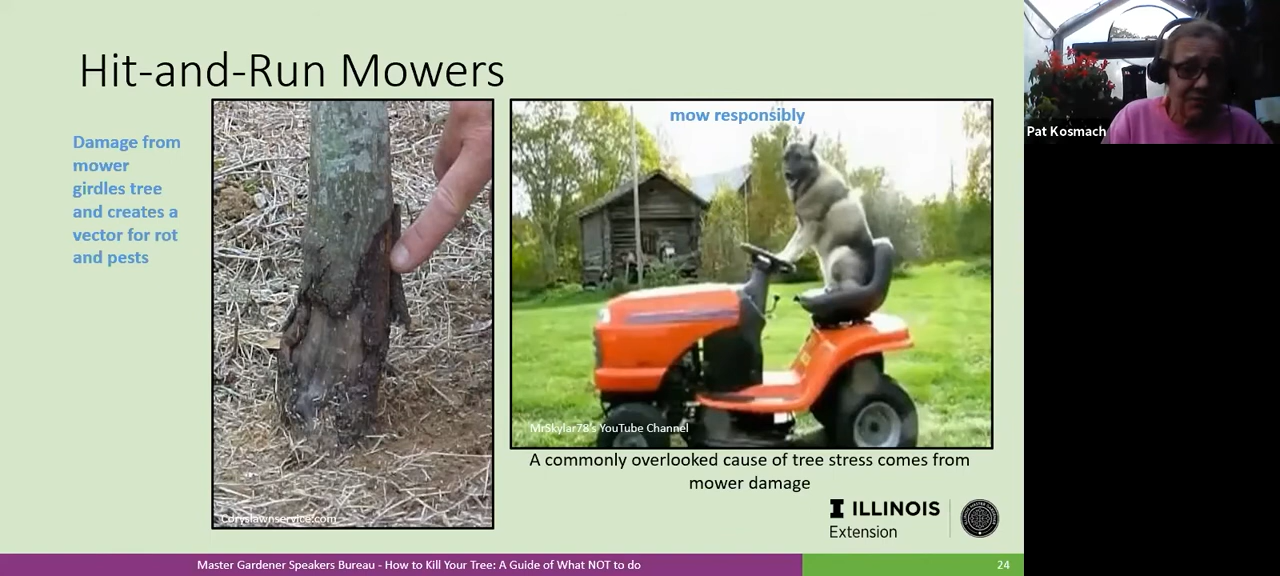 Hit-and-Run Mowers
Damage from
mower
girdles tree
and creates a
vector for rot
and pests
mow responsibly
MrSkylar78's YouTube Channel
coryslawnservice.com
A commonly overlooked cause of tree stress comes from
mower damage
ILLINOIS
Extension
Master Gardener Speakers Bureau - How to Kill Your Tree: A Guide of What NOT to do
24
Pat Kosmach